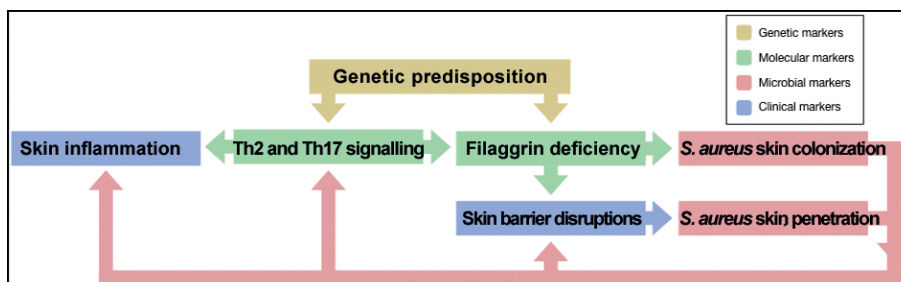 Genetic markers
Molecular markers
Microbial markers
Clinical markers
Genetic predisposition
Skin inflammation
Th2 and Th17 signalling
Filaggrin deficiency
S. aureus skin colonization
Skin barrier disruptions
S. aureus skin penetration